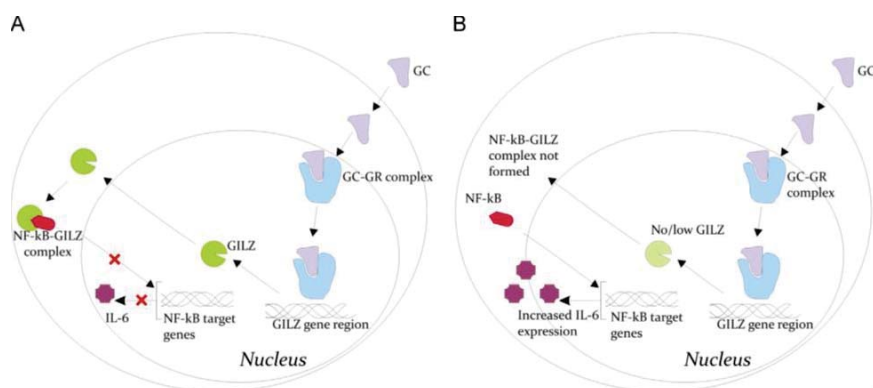 A
GC
GC-GR complex
NF-kB-GILZ
complex
GILZ
IL-6
NF-kB target
genes
GILZ gene region
Nucleus
B
GC
NF-kB-GILZ
complex not
formed
GC-GR
complex
NF-kB
No/low GILZ
Increased IL-6
expression
NF-kB target
genes
GILZ gene region
Nucleus